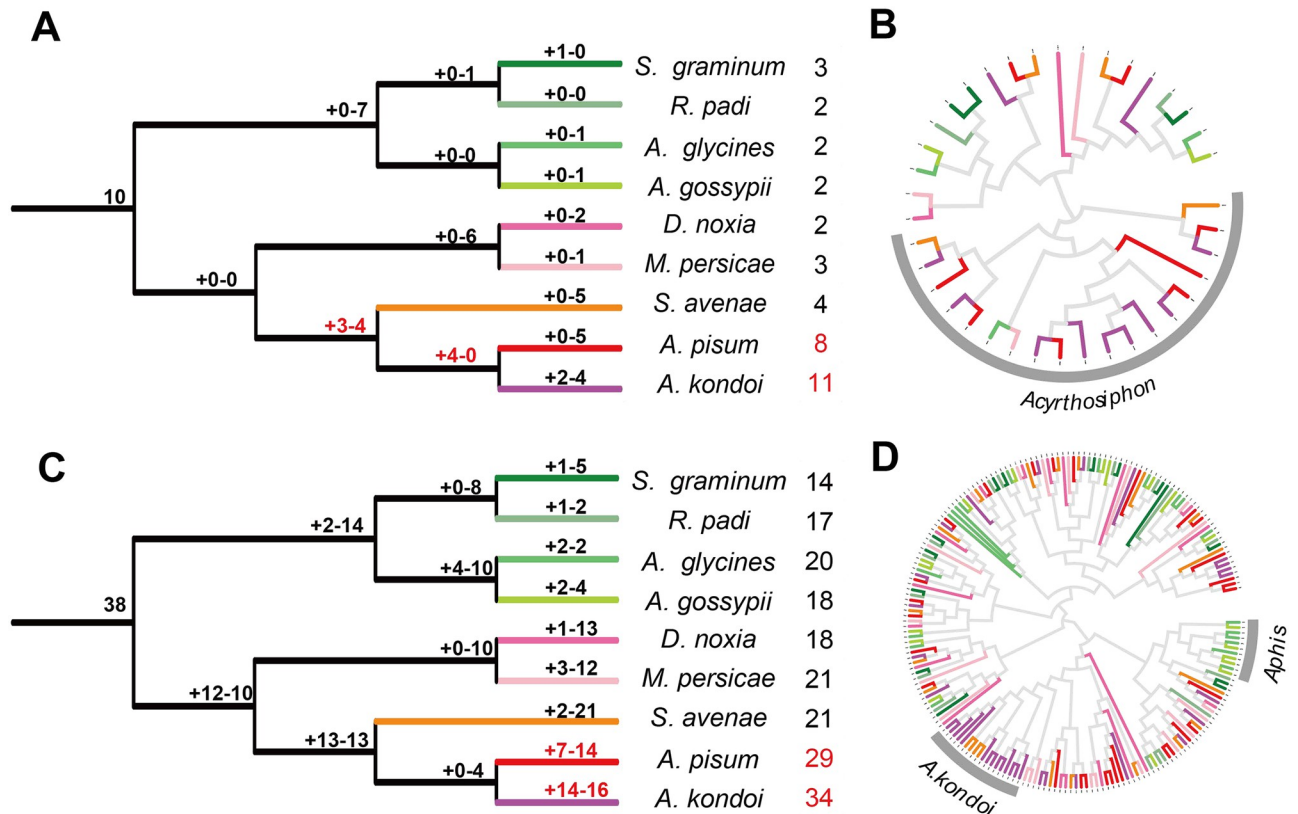 A
B
+1-0
S. graminum 3
+0-1
+0-0
R. padi 2
+0-7
+0-1
A. glycines 2
+0-0
+0-1
A. gossypii 2
10
+0-2
D. noxia 2
+0-6
+0-1
M. persicae 3
+0-0
+0-5
S. avenae 4
+3-4
+0-5
A. pisum 8
+4-0
+2-4
A. kondoi 11
Acyrthosiphon
C
D
+1-5
S. graminum 14
+0-8
+1-2
R. padi 17
+2-14
+2-2
A. glycines 20
+4-10
+2-4
A. gossypii 18
38
+1-13
D. noxia 18
+0-10
+3-12
M. persicae 21
+12-10
+2-21
S. avenae 21
+13-13
+7-14
A. pisum 29
+0-4
+14-16
A. kondoi 34
Aphis
A.kondoi